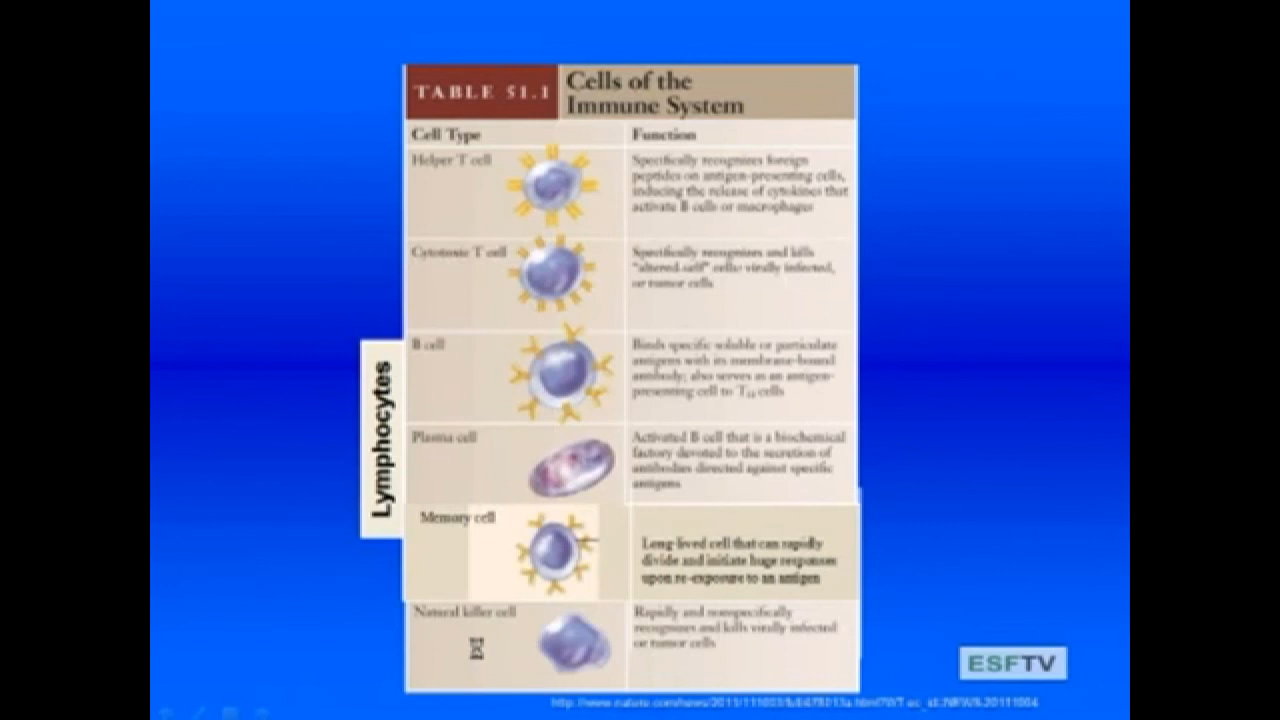 TABLE 51.1
Cells of the
Immune System
Cell Type
Function
Helper T cell
Specifically recognizes foreign
peptides on antigen-presenting cells,
inducing the release of cytokines that
activate B cells or macrophages
Cytotoxic T cell
Specifically recognizes and kills
"altered-self" cells: virally infected,
or tumor cells
B cell
Binds specific soluble or particulate
antigens with its membrane-bound
antibody; also serves as an antigen-
presenting cell to T cells
Lymphocytes
Plasma cell
Activated B cell that is a biochemical
factory devoted to the secretion of
antibodies directed against specific
antigens
Memory cell
Long-lived cell that can rapidly
divide and initiate huge responses
upon re-exposure to an antigen
Natural killer cell
Rapidly and nonspecifically
recognizes and kills virally infected
or tumor cells
ESFTV